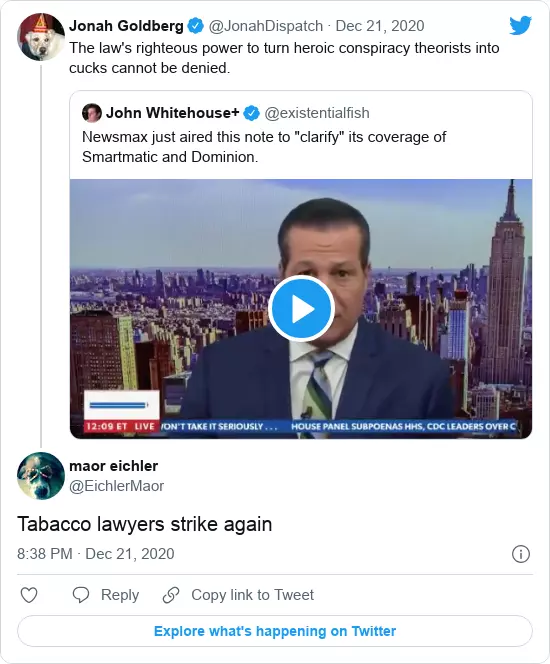 Jonah Goldberg @JonahDispatch · Dec 21, 2020
The law's righteous power to turn heroic conspiracy theorists into
cucks cannot be denied.
John Whitehouse+ @existentialfish
Newsmax just aired this note to "clarify" its coverage of
Smartmatic and Dominion.
12:09 ET LIVE WON'T TAKE IT SERIOUSLY . . . HOUSE PANEL SUBPOENAS HHS, CDC LEADERS OVER C
maor eichler
@EichlerMaor
Tabacco lawyers strike again
8:38 PM · Dec 21, 2020
Reply Copy link to Tweet
Explore what's happening on Twitter